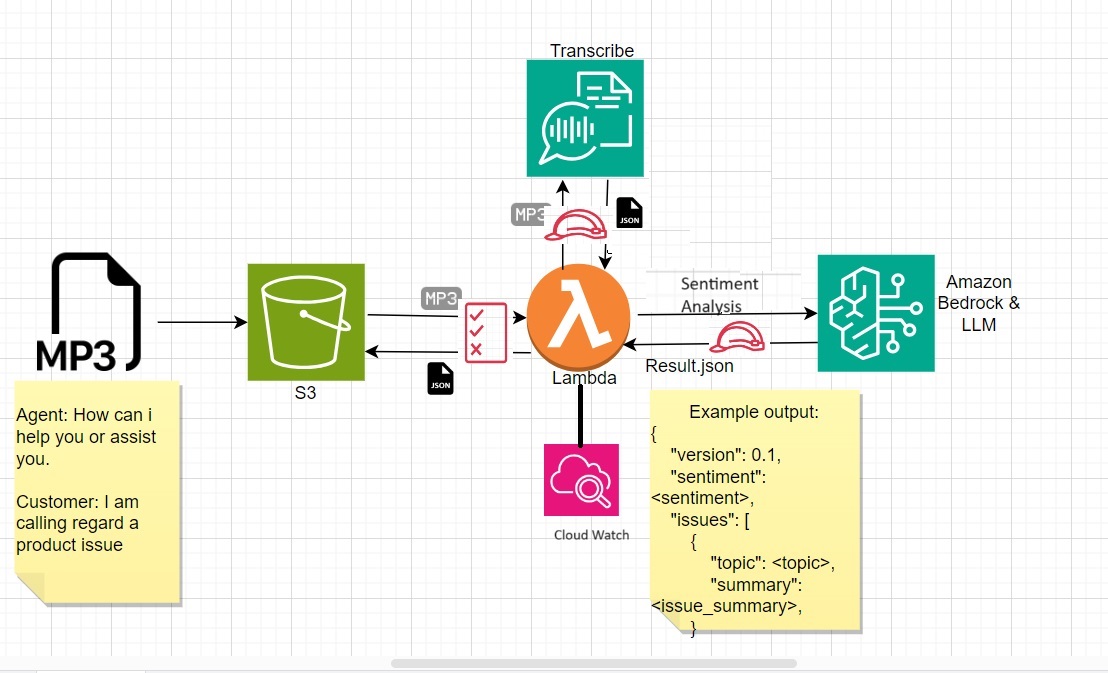 Transcribe
MP3
JSON
MP3
Agent: How can i
help you or assist
you.
Customer: I am
calling regard a
product issue
S3
MP3
JSON
λ
Lambda
Cloud Watch
Sentiment
Analysis
Result.json
Amazon
Bedrock &
LLM
Example output:
{
"version": 0.1,
"sentiment":
<sentiment>,
"issues": [
{
"topic": <topic>,
"summary":
<issue_summary>,
}